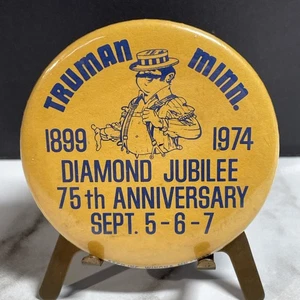 TRUMAN MINN.
1899 1974
DIAMOND JUBILEE
75th ANNIVERSARY
SEPT. 5-6-7